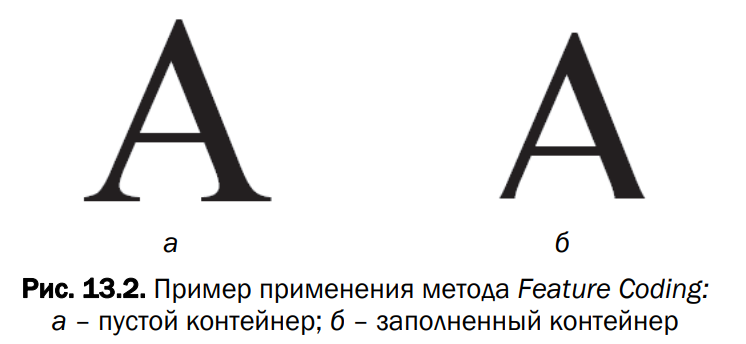 А А
а б
Рис. 13.2. Пример применения метода Feature Coding:
а – пустой контейнер; б – заполненный контейнер